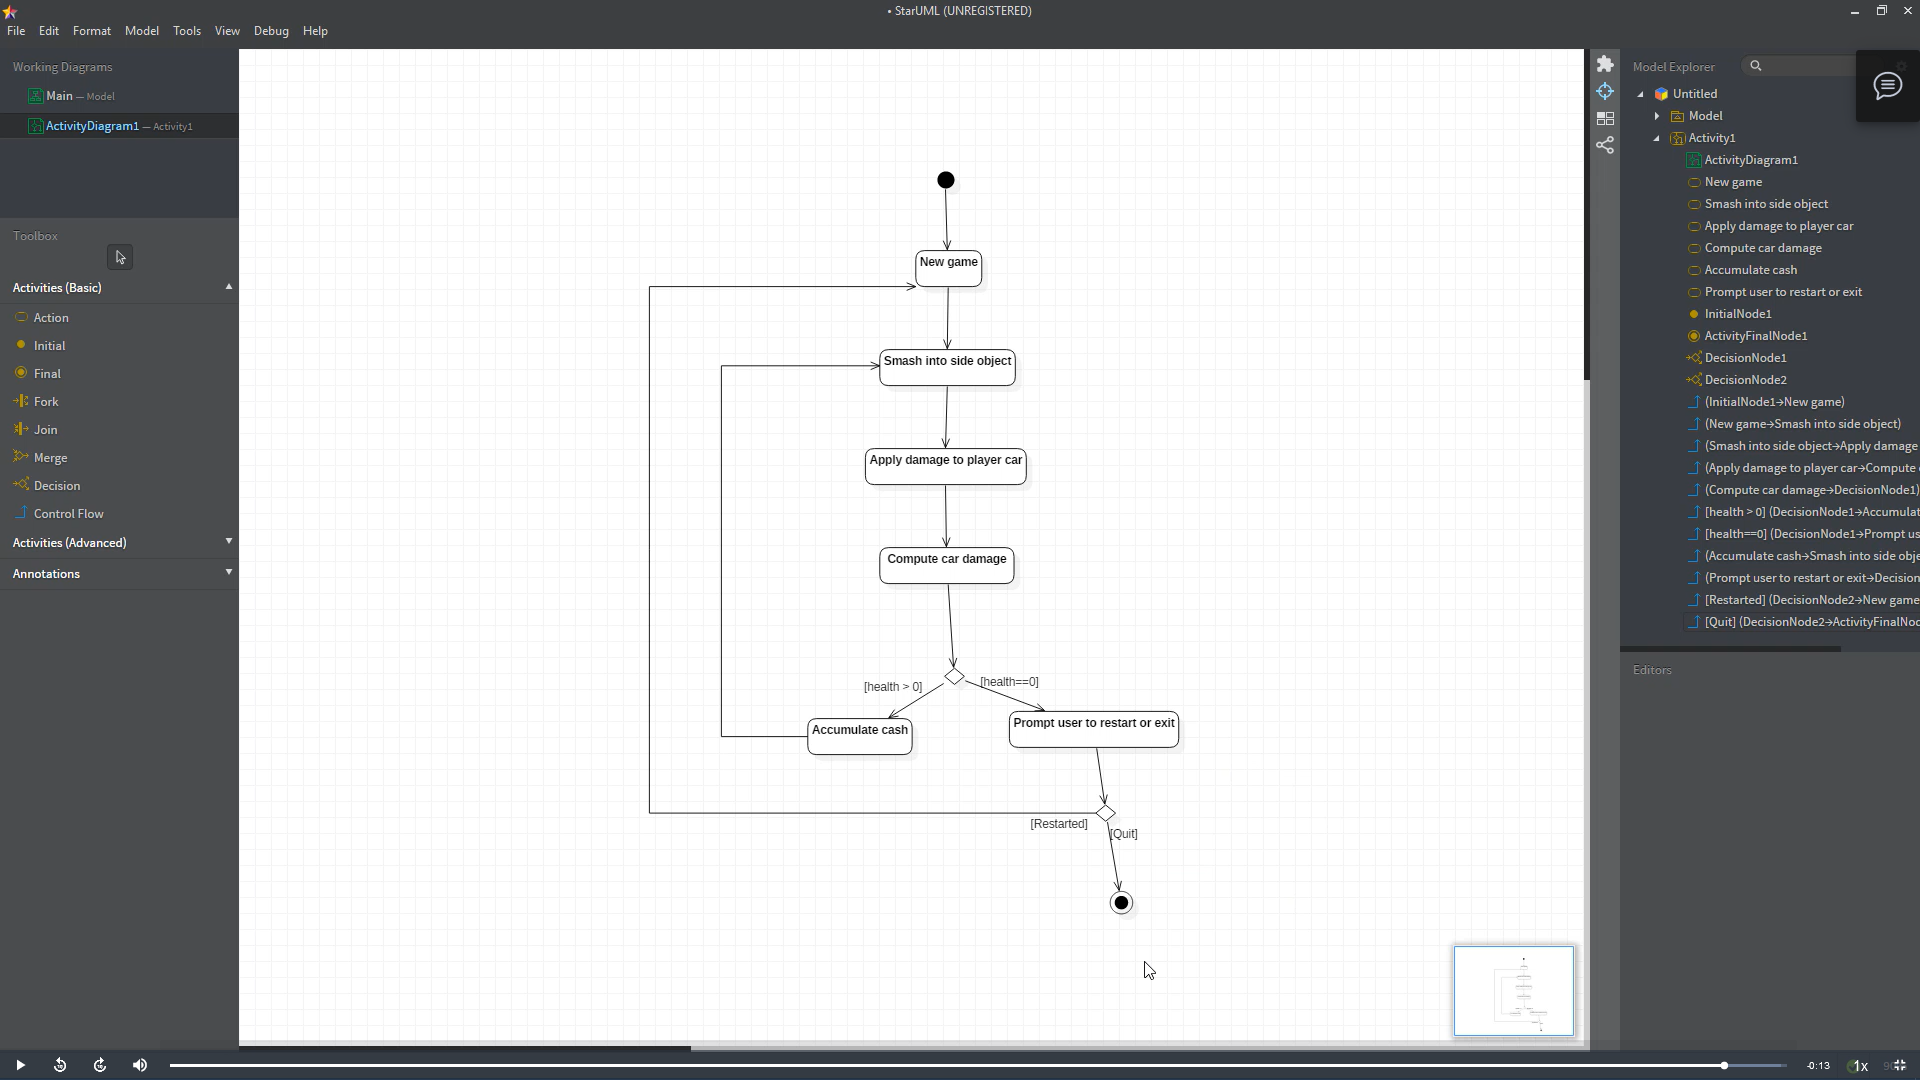 • StarUML (UNREGISTERED)
File Edit Format Model Tools View Debug Help
Working Diagrams
Main — Model
ActivityDiagram1 — Activity1
Toolbox
Activities (Basic)
Action
Initial
Final
Fork
Join
Merge
Decision
Control Flow
Activities (Advanced)
Annotations
New game
Smash into side object
Apply damage to player car
Compute car damage
[health > 0]
[health==0]
Accumulate cash
Prompt user to restart or exit
[Restarted]
[Quit]
Model Explorer
Untitled
Model
Activity1
ActivityDiagram1
New game
Smash into side object
Apply damage to player car
Compute car damage
Accumulate cash
Prompt user to restart or exit
InitialNode1
ActivityFinalNode1
DecisionNode1
DecisionNode2
(InitialNode1→New game)
(New game→Smash into side object)
(Smash into side object→Apply damage
(Apply damage to player car→Compute
(Compute car damage→DecisionNode1)
[health > 0] (DecisionNode1→Accumulat
[health==0] (DecisionNode1→Prompt us
(Accumulate cash→Smash into side obje
(Prompt user to restart or exit→Decision
[Restarted] (DecisionNode2→New game
[Quit] (DecisionNode2→ActivityFinalNod
Editors
-0:13 1x